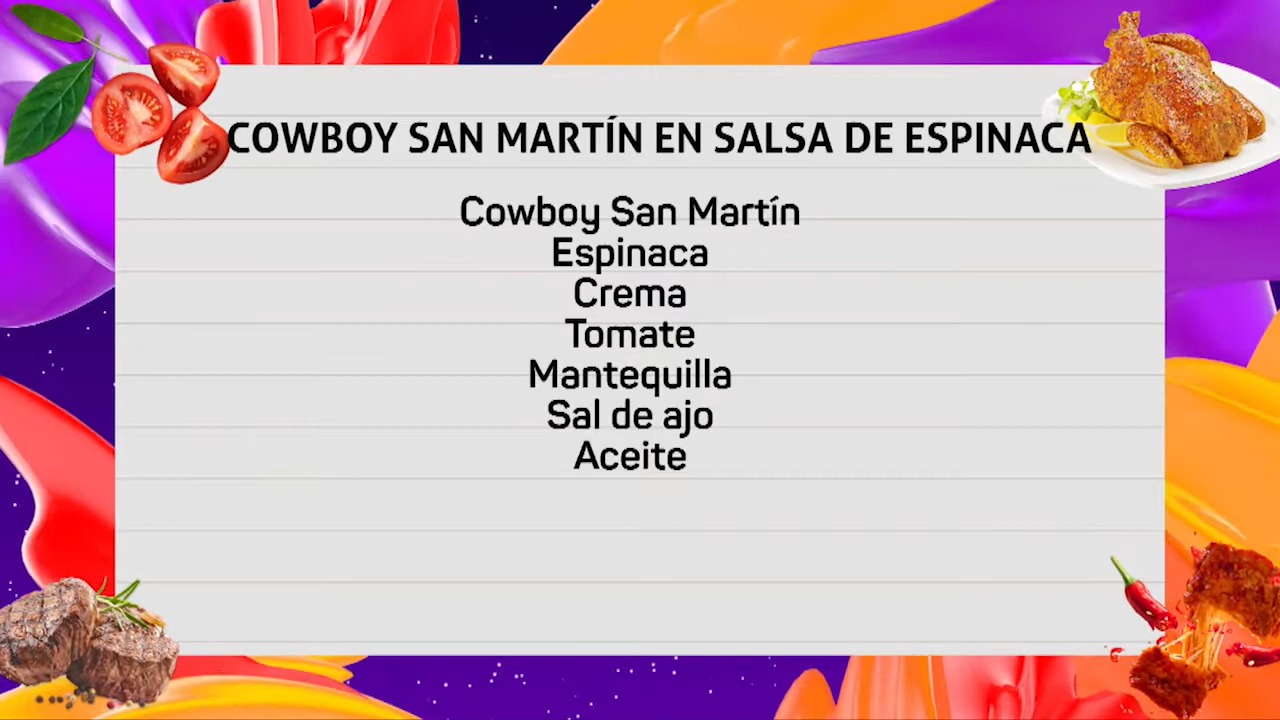 COWBOY SAN MARTÍN EN SALSA DE ESPINACA
Cowboy San Martín
Espinaca
Crema
Tomate
Mantequilla
Sal de ajo
Aceite